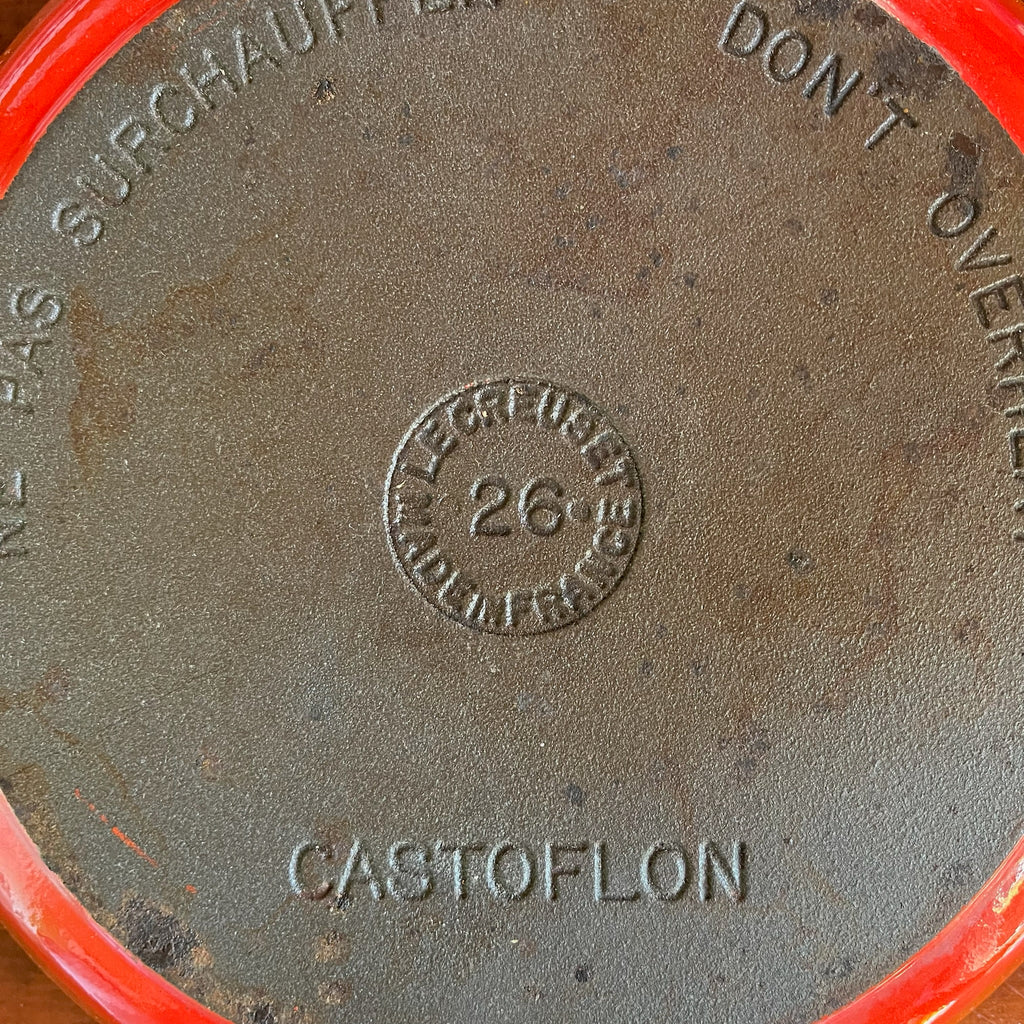 NE PAS SURCHAUFFER
DON'T OVERHEAT
LE CREUSET
26
MADE IN FRANCE
CASTOFLON